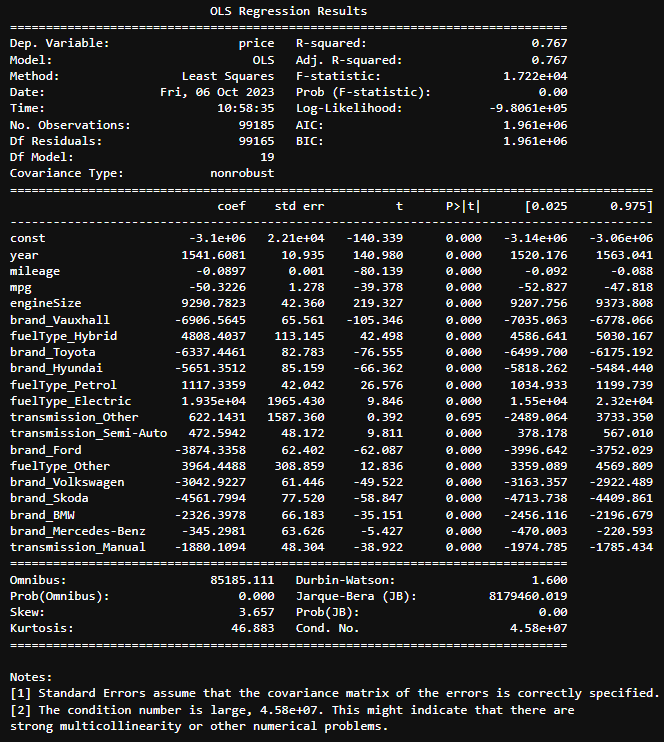 OLS Regression Results
==============================================================================
Dep. Variable:                  price   R-squared:                       0.767
Model:                            OLS   Adj. R-squared:                  0.767
Method:                 Least Squares   F-statistic:                 1.722e+04
Date:                Fri, 06 Oct 2023   Prob (F-statistic):               0.00
Time:                        10:58:35   Log-Likelihood:            -9.8061e+05
No. Observations:               99185   AIC:                         1.961e+06
Df Residuals:                   99165   BIC:                         1.961e+06
Df Model:                          19
Covariance Type:            nonrobust
==========================================================================================
                             coef    std err          t      P>|t|      [0.025      0.975]
------------------------------------------------------------------------------------------
const                    -3.1e+06   2.21e+04   -140.339      0.000   -3.14e+06   -3.06e+06
year                    1541.6081     10.935    140.980      0.000    1520.176    1563.041
mileage                   -0.0897      0.001    -80.139      0.000      -0.092      -0.088
mpg                      -50.3226      1.278    -39.378      0.000     -52.827     -47.818
engineSize              9290.7823     42.360    219.327      0.000    9207.756    9373.808
brand_Vauxhall         -6906.5645     65.561   -105.346      0.000   -7035.063   -6778.066
fuelType_Hybrid         4808.4037    113.145     42.498      0.000    4586.641    5030.167
brand_Toyota           -6337.4461     82.783    -76.555      0.000   -6499.700   -6175.192
brand_Hyundai          -5651.3512     85.159    -66.362      0.000   -5818.262   -5484.440
fuelType_Petrol         1117.3359     42.042     26.576      0.000    1034.933    1199.739
fuelType_Electric       1.935e+04   1965.430      9.846      0.000    1.55e+04    2.32e+04
transmission_Other       622.1431   1587.360      0.392      0.695   -2489.064    3733.350
transmission_Semi-Auto   472.5942     48.172      9.811      0.000     378.178     567.010
brand_Ford             -3874.3358     62.402    -62.087      0.000   -3996.642   -3752.029
fuelType_Other          3964.4488    308.859     12.836      0.000    3359.089    4569.809
brand_Volkswagen       -3042.9227     61.446    -49.522      0.000   -3163.357   -2922.489
brand_Skoda            -4561.7994     77.520    -58.847      0.000   -4713.738   -4409.861
brand_BMW              -2326.3978     66.183    -35.151      0.000   -2456.116   -2196.679
brand_Mercedes-Benz     -345.2981     63.626     -5.427      0.000    -470.003    -220.593
transmission_Manual    -1880.1094     48.304    -38.922      0.000   -1974.785   -1785.434
==============================================================================
Omnibus:                    85185.111   Durbin-Watson:                   1.600
Prob(Omnibus):                  0.000   Jarque-Bera (JB):          8179460.019
Skew:                           3.657   Prob(JB):                         0.00
Kurtosis:                      46.883   Cond. No.                     4.58e+07
==============================================================================
Notes:
[1] Standard Errors assume that the covariance matrix of the errors is correctly specified.
[2] The condition number is large, 4.58e+07. This might indicate that there are
strong multicollinearity or other numerical problems.